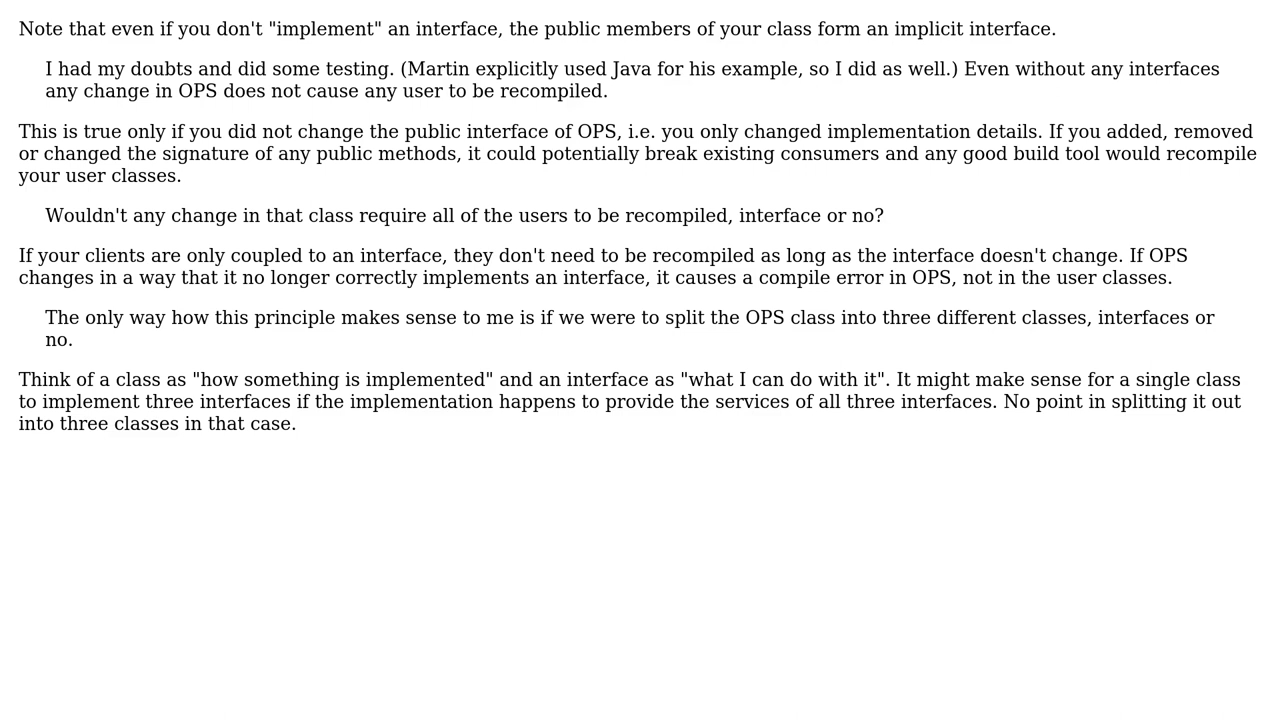 Note that even if you don't "implement" an interface, the public members of your class form an implicit interface.
I had my doubts and did some testing. (Martin explicitly used Java for his example, so I did as well.) Even without any interfaces
any change in OPS does not cause any user to be recompiled.
This is true only if you did not change the public interface of OPS, i.e. you only changed implementation details. If you added, removed
or changed the signature of any public methods, it could potentially break existing consumers and any good build tool would recompile
your user classes.
Wouldn't any change in that class require all of the users to be recompiled, interface or no?
If your clients are only coupled to an interface, they don't need to be recompiled as long as the interface doesn't change. If OPS
changes in a way that it no longer correctly implements an interface, it causes a compile error in OPS, not in the user classes.
The only way how this principle makes sense to me is if we were to split the OPS class into three different classes, interfaces or
no.
Think of a class as "how something is implemented" and an interface as "what I can do with it". It might make sense for a single class
to implement three interfaces if the implementation happens to provide the services of all three interfaces. No point in splitting it out
into three classes in that case.